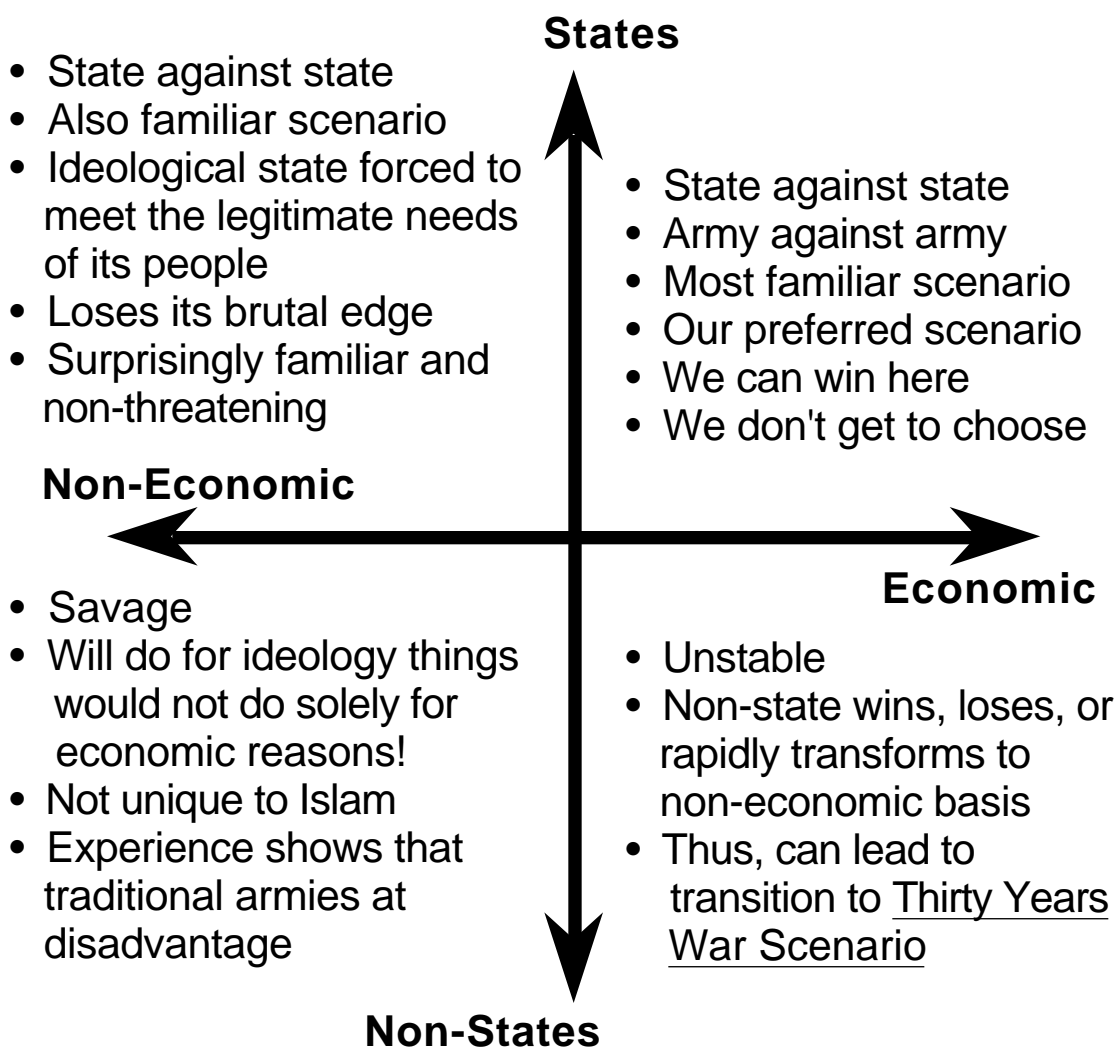 States
• State against state
• Also familiar scenario
• Ideological state forced to
meet the legitimate needs
of its people
• Loses its brutal edge
• Surprisingly familiar and
non-threatening
• State against state
• Army against army
• Most familiar scenario
• Our preferred scenario
• We can win here
• We don't get to choose
Non-Economic
Economic
• Savage
• Will do for ideology things
would not do solely for
economic reasons!
• Not unique to Islam
• Experience shows that
traditional armies at
disadvantage
• Unstable
• Non-state wins, loses, or
rapidly transforms to
non-economic basis
• Thus, can lead to
transition to Thirty Years
War Scenario
Non-States